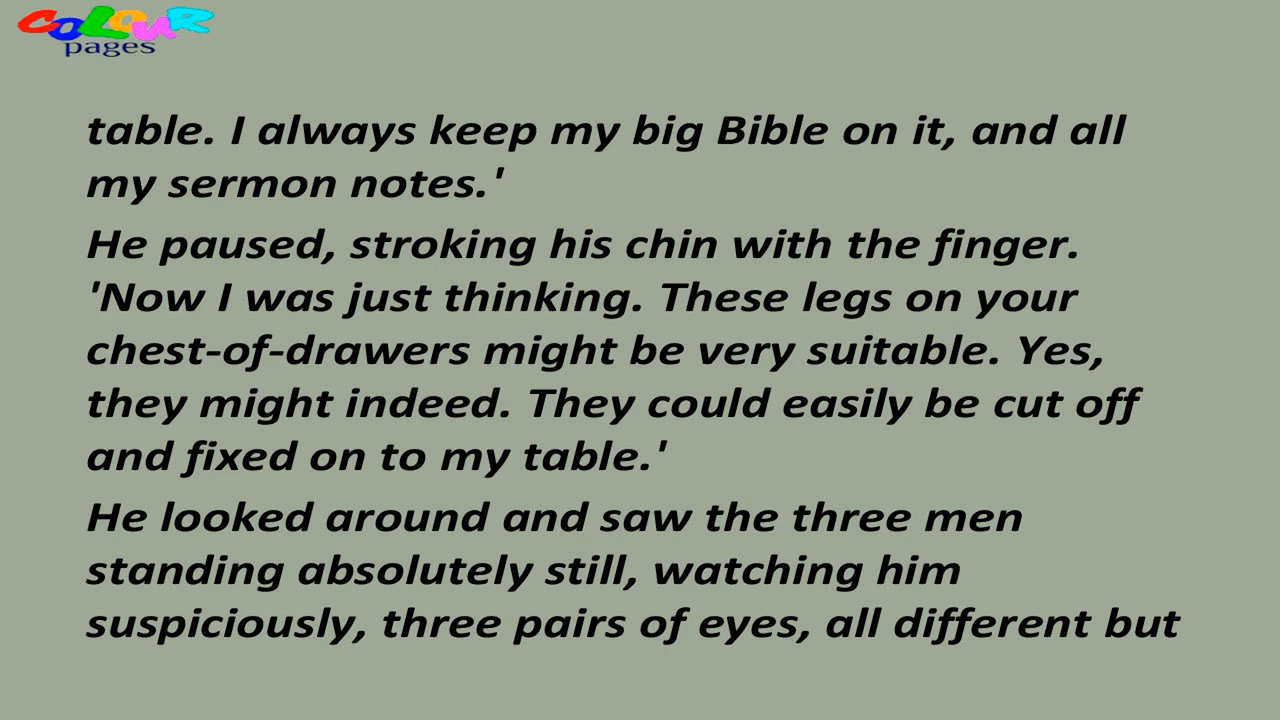 COLOUR
pages
table. I always keep my big Bible on it, and all
my sermon notes.'
He paused, stroking his chin with the finger.
'Now I was just thinking. These legs on your
chest-of-drawers might be very suitable. Yes,
they might indeed. They could easily be cut off
and fixed on to my table.'
He looked around and saw the three men
standing absolutely still, watching him
suspiciously, three pairs of eyes, all different but